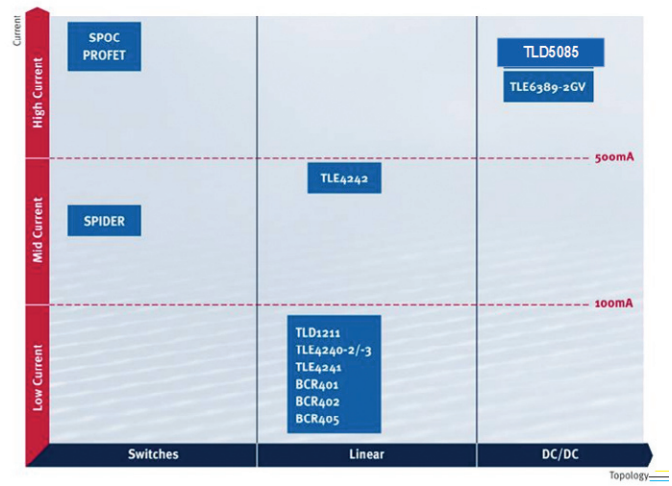 Current
High Current
Mid Current
Low Current
SPOC
PROFET
TLD5085
TLE6389-2GV
500mA
TLE4242
SPIDER
100mA
TLD1211
TLE4240-2/-3
TLE4241
BCR401
BCR402
BCR405
Switches
Linear
DC/DC
Topology